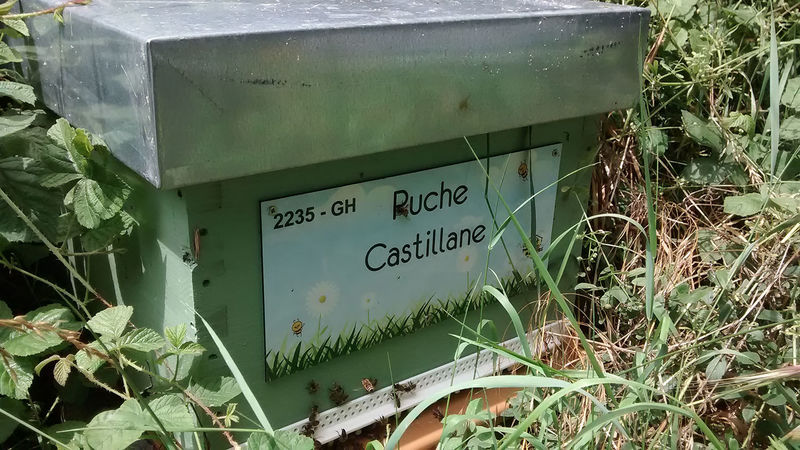 2235 - GH
Ruche
Castillane